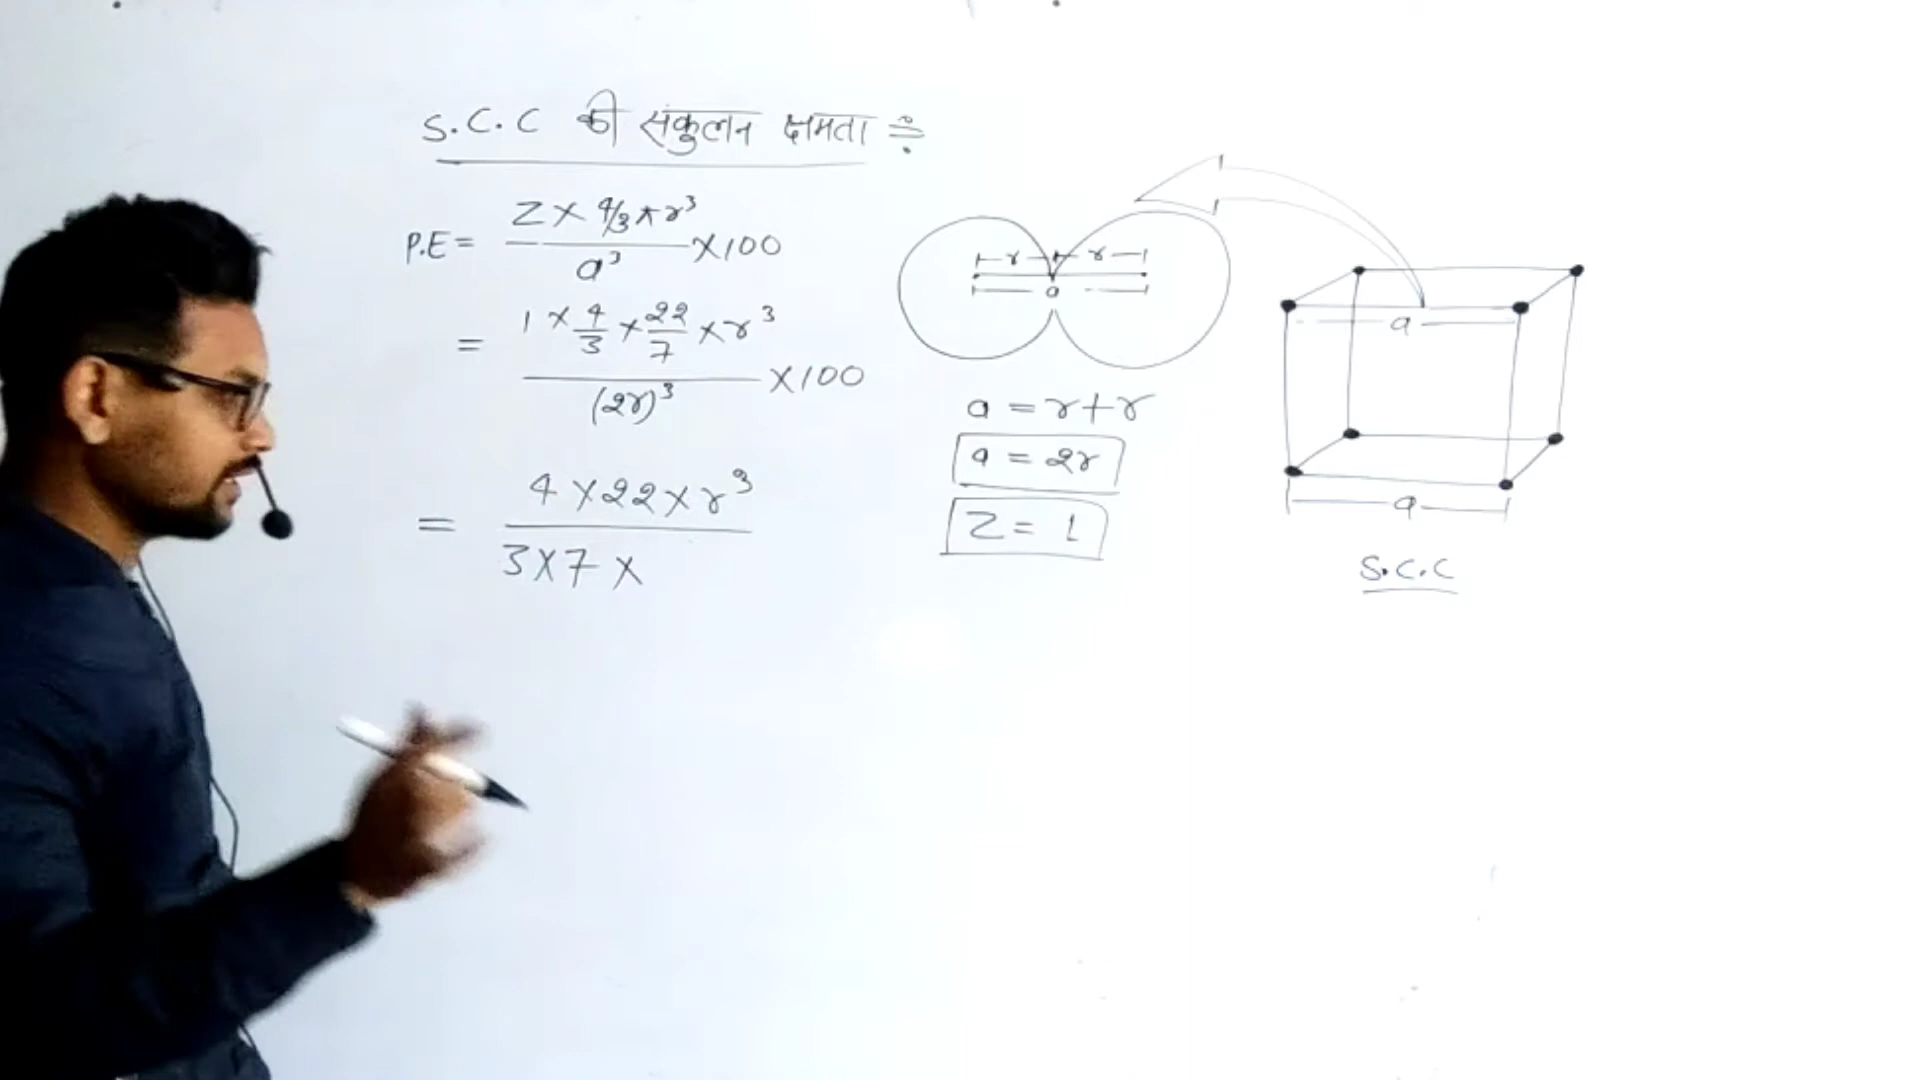 S.C.C की संकुलन क्षमता ÷
P.E = Z × 4/3 π r³ / a³ × 100
= 1 × 4/3 × 22/7 × r³ / (2r)³ × 100
= 4 × 22 × r³ / 3 × 7 ×
r r
a
a = r + r
a = 2r
Z = 1
a
a
S.C.C